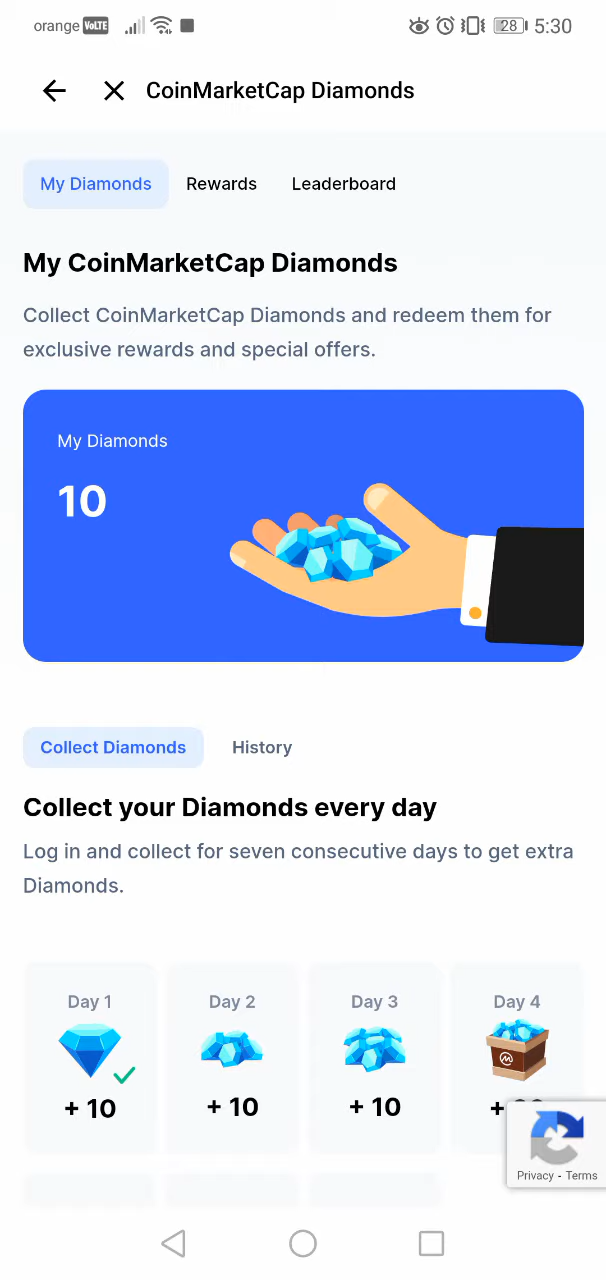 orange VoLTE 28 5:30
CoinMarketCap Diamonds
My Diamonds Rewards Leaderboard
My CoinMarketCap Diamonds
Collect CoinMarketCap Diamonds and redeem them for
exclusive rewards and special offers.
My Diamonds
10
Collect Diamonds History
Collect your Diamonds every day
Log in and collect for seven consecutive days to get extra
Diamonds.
Day 1 Day 2 Day 3 Day 4
+ 10 + 10 + 10 +
Privacy - Terms